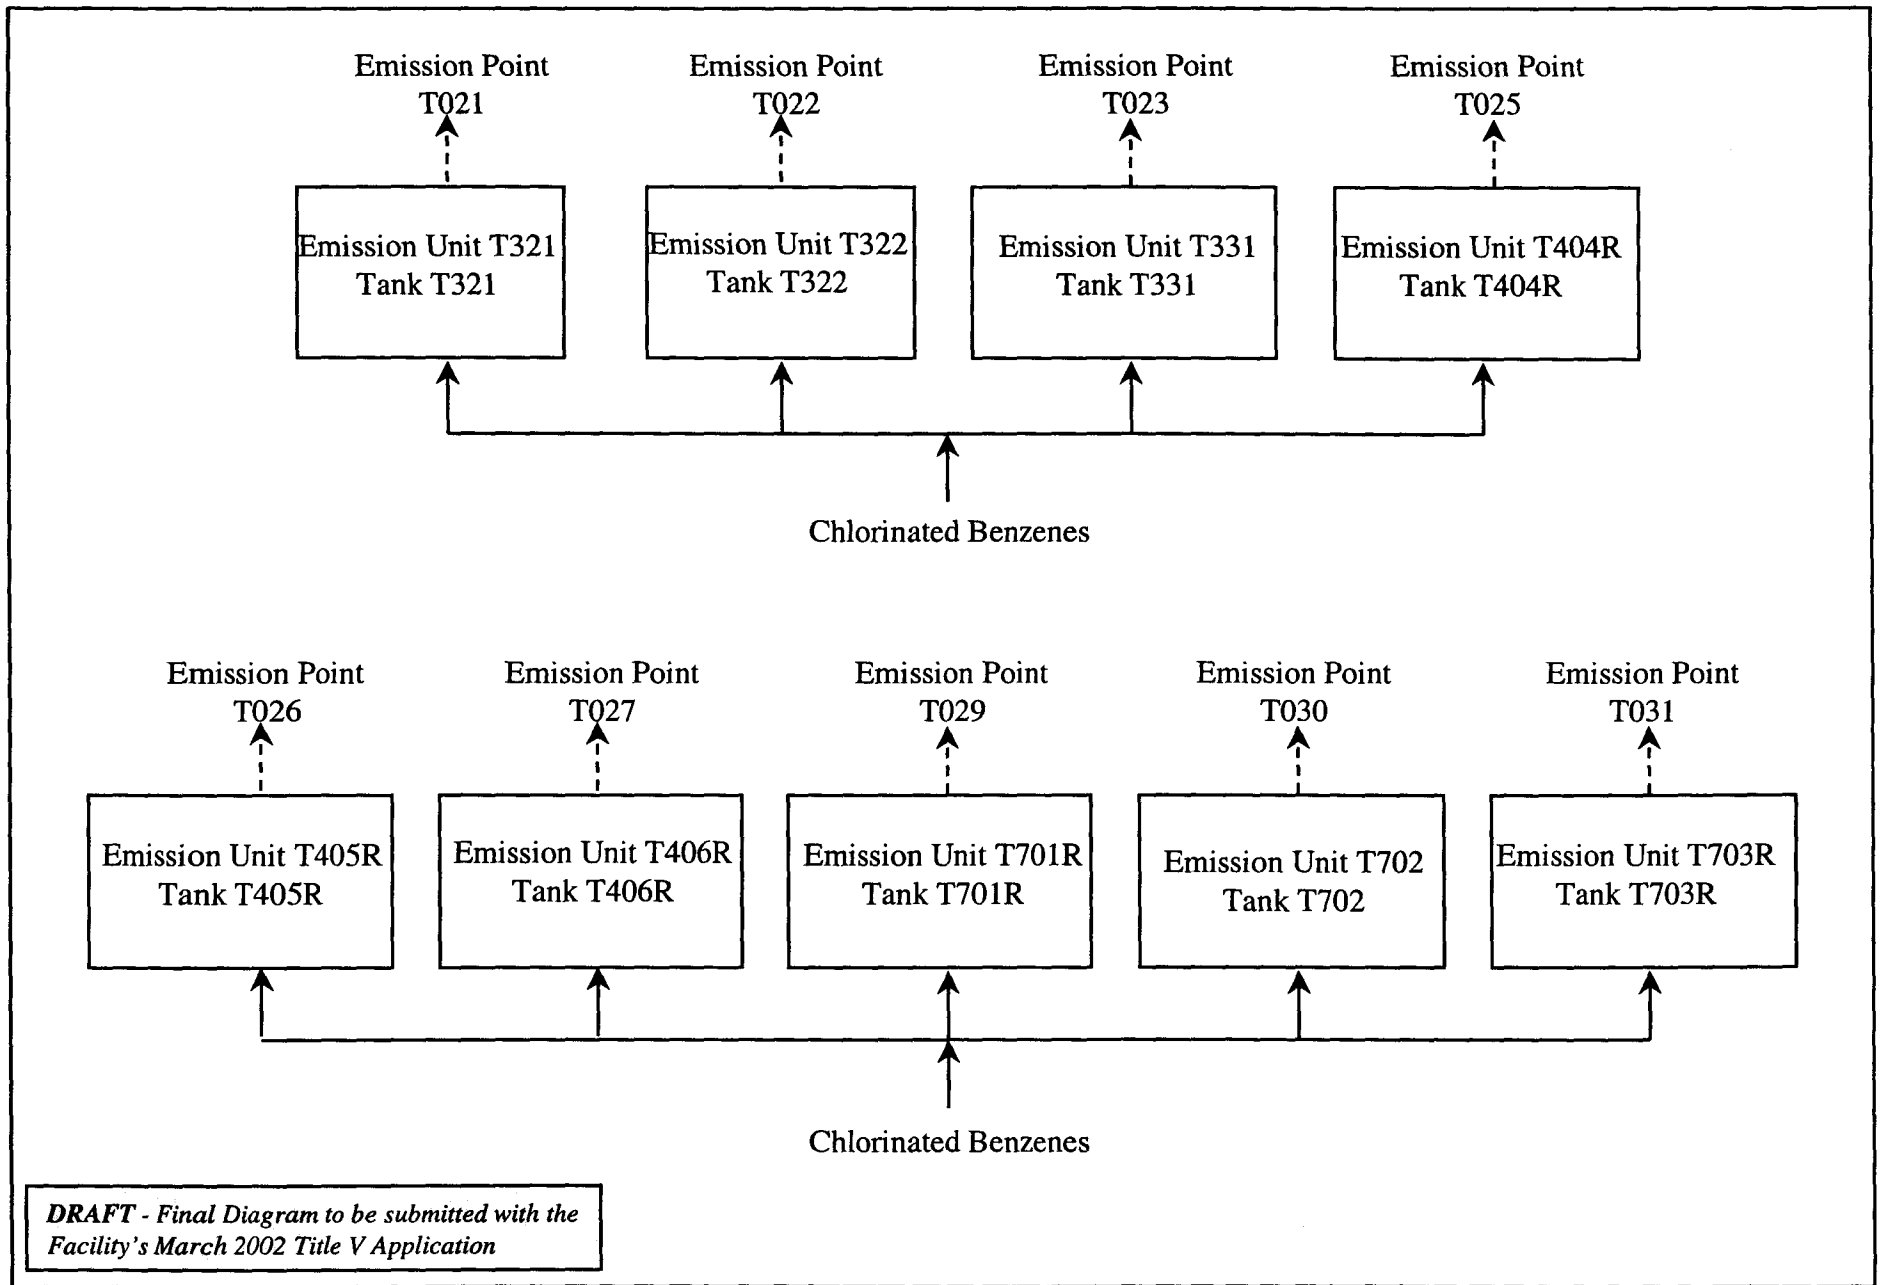 Emission Point
T021
Emission Point
T022
Emission Point
T023
Emission Point
T025
Emission Unit T321
Tank T321
Emission Unit T322
Tank T322
Emission Unit T331
Tank T331
Emission Unit T404R
Tank T404R
Chlorinated Benzenes
Emission Point
T026
Emission Point
T027
Emission Point
T029
Emission Point
T030
Emission Point
T031
Emission Unit T405R
Tank T405R
Emission Unit T406R
Tank T406R
Emission Unit T701R
Tank T701R
Emission Unit T702
Tank T702
Emission Unit T703R
Tank T703R
Chlorinated Benzenes
DRAFT - Final Diagram to be submitted with the
Facility's March 2002 Title V Application